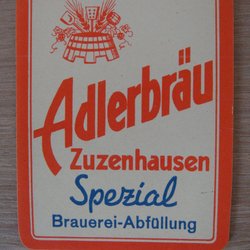 Adlerbräu
Zuzenhausen
Spezial
Brauerei-Abfüllung